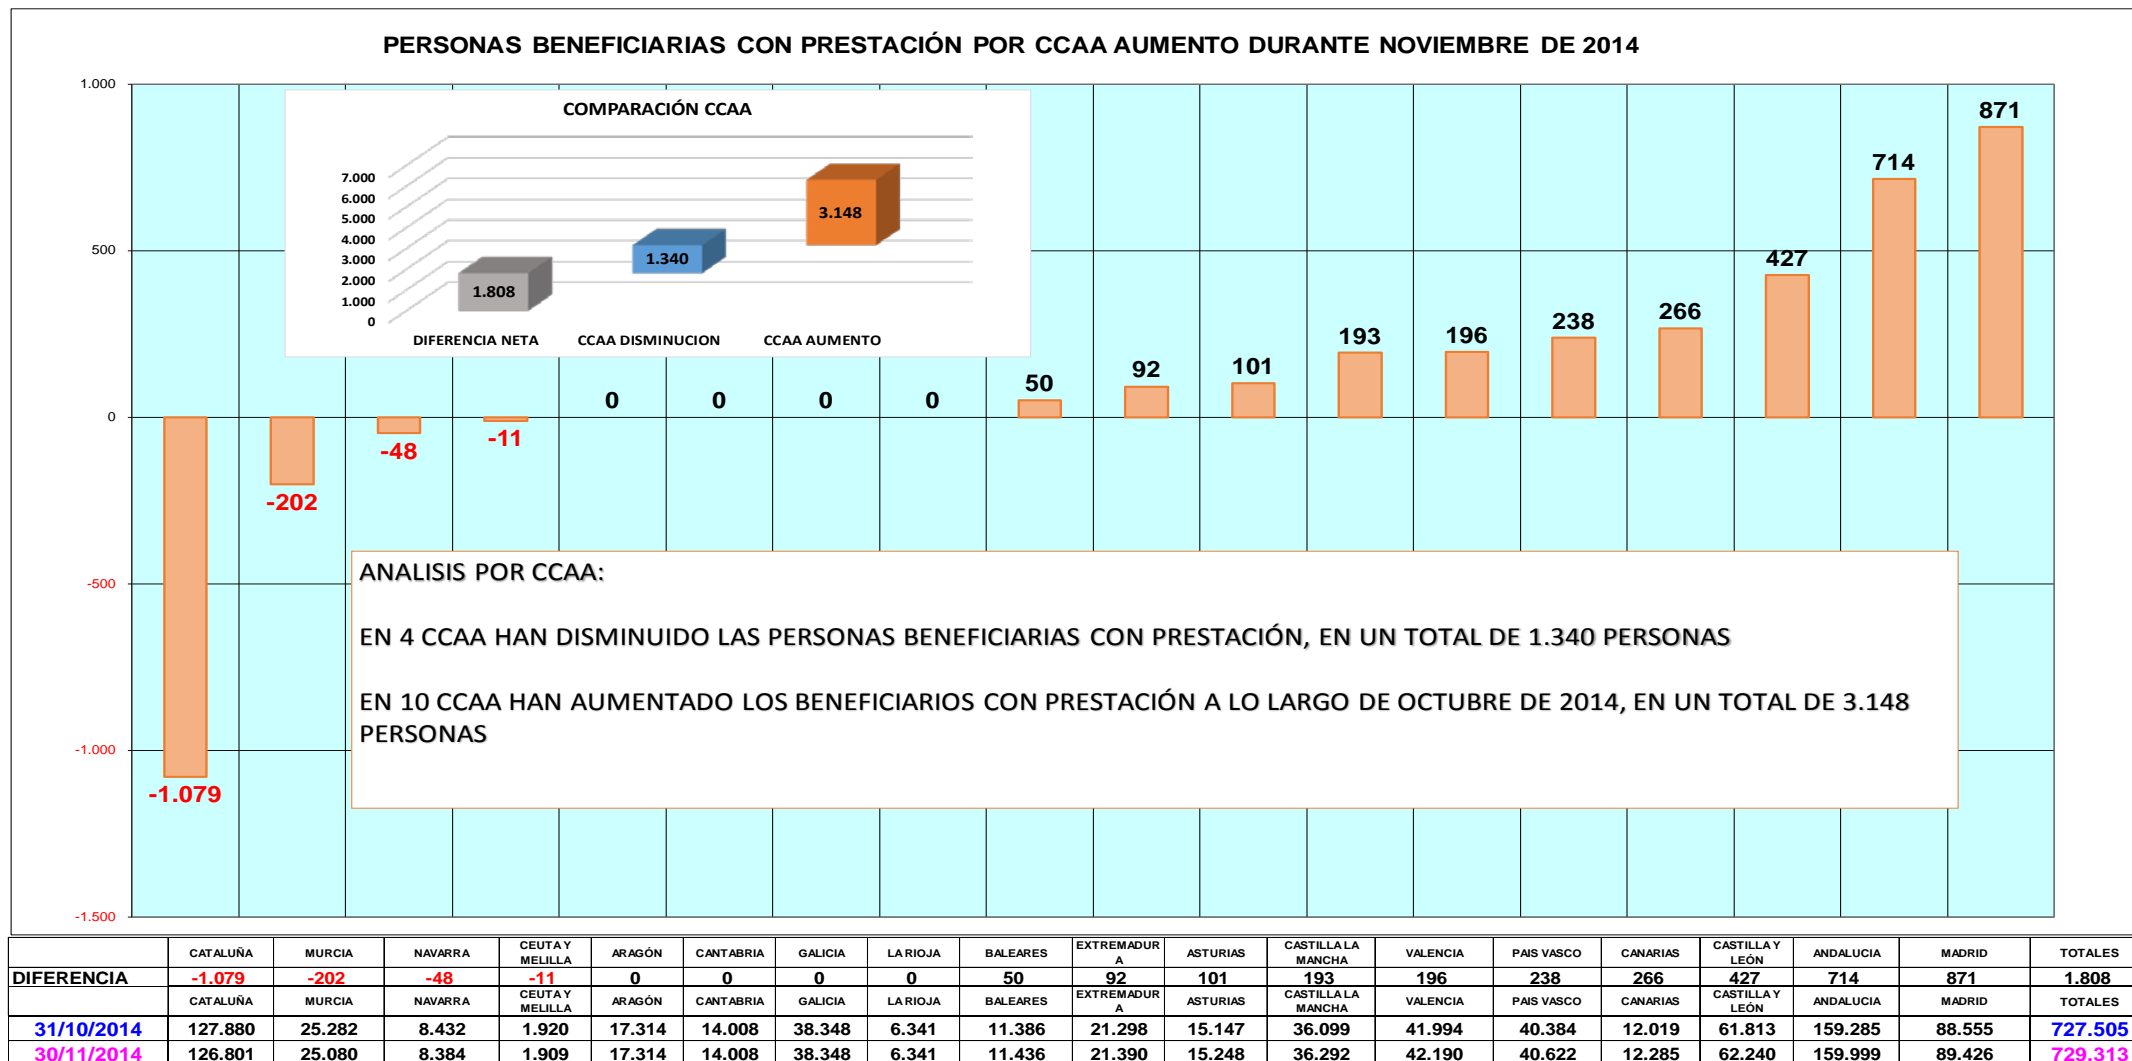 PERSONAS BENEFICIARIAS CON PRESTACIÓN POR CCAA AUMENTO DURANTE NOVIEMBRE DE 2014
1.000
500
0
-500
-1.000
-1.500
COMPARACIÓN CCAA
7.000
6.000
5.000
4.000
3.000
2.000
1.000
0
1.808
1.340
3.148
DIFERENCIA NETA CCAA DISMINUCION CCAA AUMENTO
-1.079
-202
-48
-11
0
0
0
0
50
92
101
193
196
238
266
427
714
871
ANALISIS POR CCAA:
EN 4 CCAA HAN DISMINUIDO LAS PERSONAS BENEFICIARIAS CON PRESTACIÓN, EN UN TOTAL DE 1.340 PERSONAS
EN 10 CCAA HAN AUMENTADO LOS BENEFICIARIOS CON PRESTACIÓN A LO LARGO DE OCTUBRE DE 2014, EN UN TOTAL DE 3.148
PERSONAS
CATALUÑA MURCIA NAVARRA CEUTA Y MELILLA ARAGÓN CANTABRIA GALICIA LA RIOJA BALEARES EXTREMADURA ASTURIAS CASTILLA LA MANCHA VALENCIA PAIS VASCO CANARIAS CASTILLA Y LEÓN ANDALUCIA MADRID TOTALES
DIFERENCIA -1.079 -202 -48 -11 0 0 0 0 50 92 101 193 196 238 266 427 714 871 1.808
CATALUÑA MURCIA NAVARRA CEUTA Y MELILLA ARAGÓN CANTABRIA GALICIA LA RIOJA BALEARES EXTREMADURA ASTURIAS CASTILLA LA MANCHA VALENCIA PAIS VASCO CANARIAS CASTILLA Y LEÓN ANDALUCIA MADRID TOTALES
31/10/2014 127.880 25.282 8.432 1.920 17.314 14.008 38.348 6.341 11.386 21.298 15.147 36.099 41.994 40.384 12.019 61.813 159.285 88.555 727.505
30/11/2014 126.801 25.080 8.384 1.909 17.314 14.008 38.348 6.341 11.436 21.390 15.248 36.292 42.190 40.622 12.285 62.240 159.999 89.426 729.313